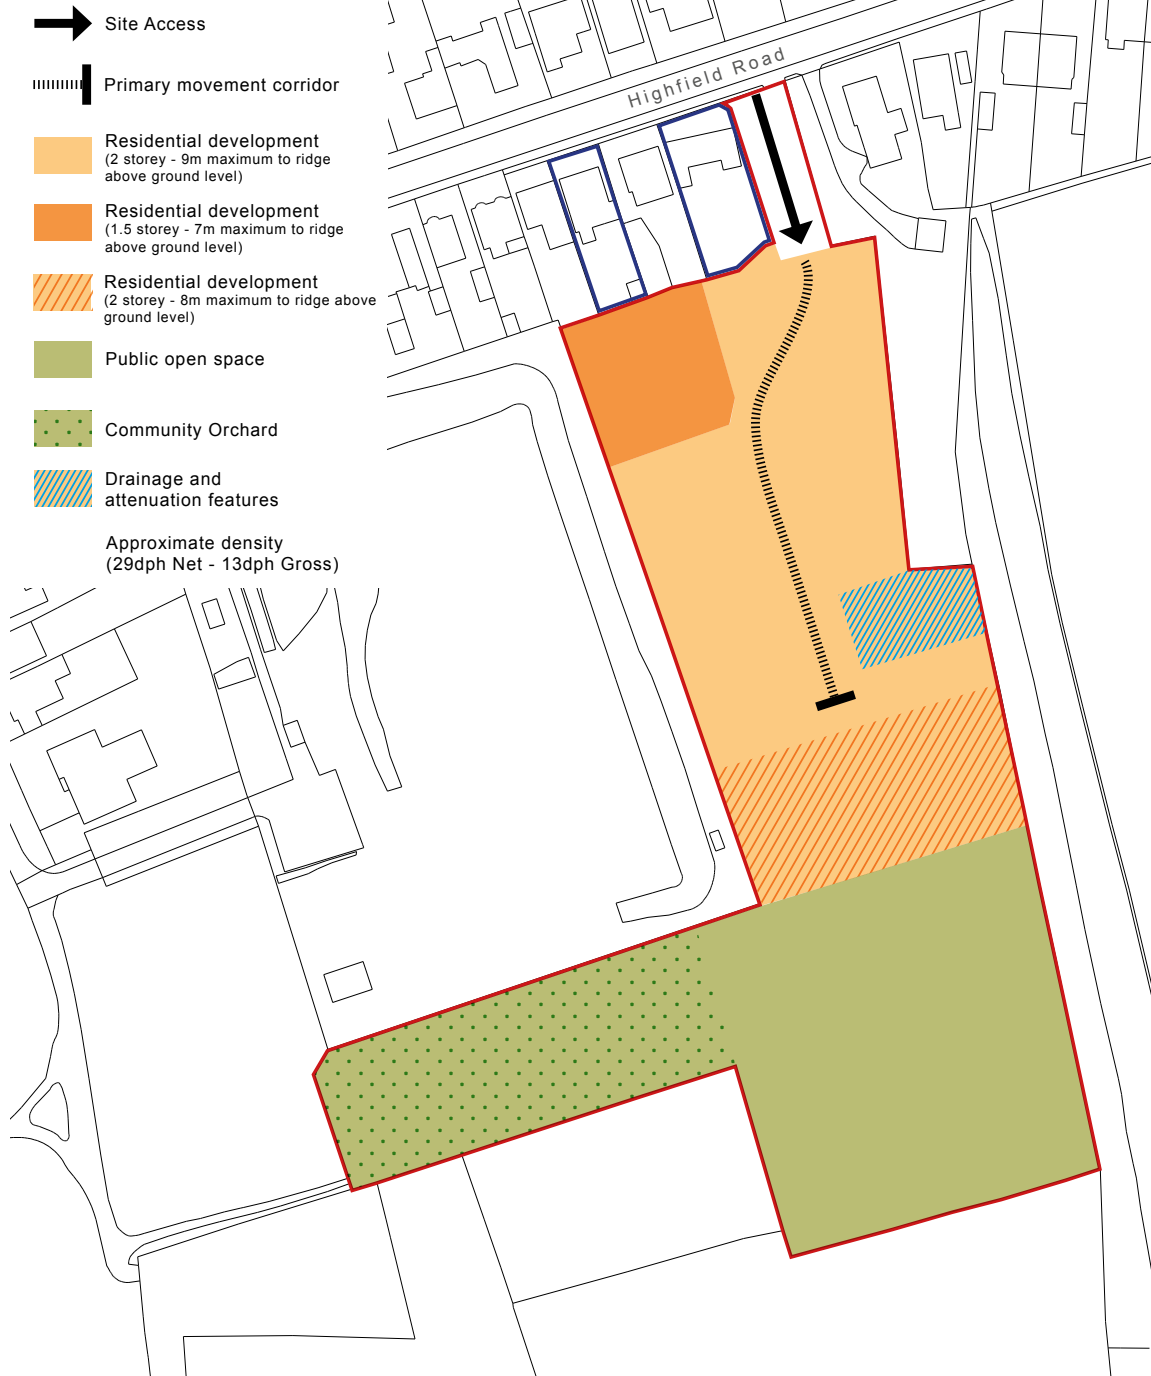 Site Access
Primary movement corridor
Residential development
(2 storey - 9m maximum to ridge
above ground level)
Residential development
(1.5 storey - 7m maximum to ridge
above ground level)
Residential development
(2 storey - 8m maximum to ridge above
ground level)
Public open space
Community Orchard
Drainage and
attenuation features
Approximate density
(29dph Net - 13dph Gross)
Highfield Road